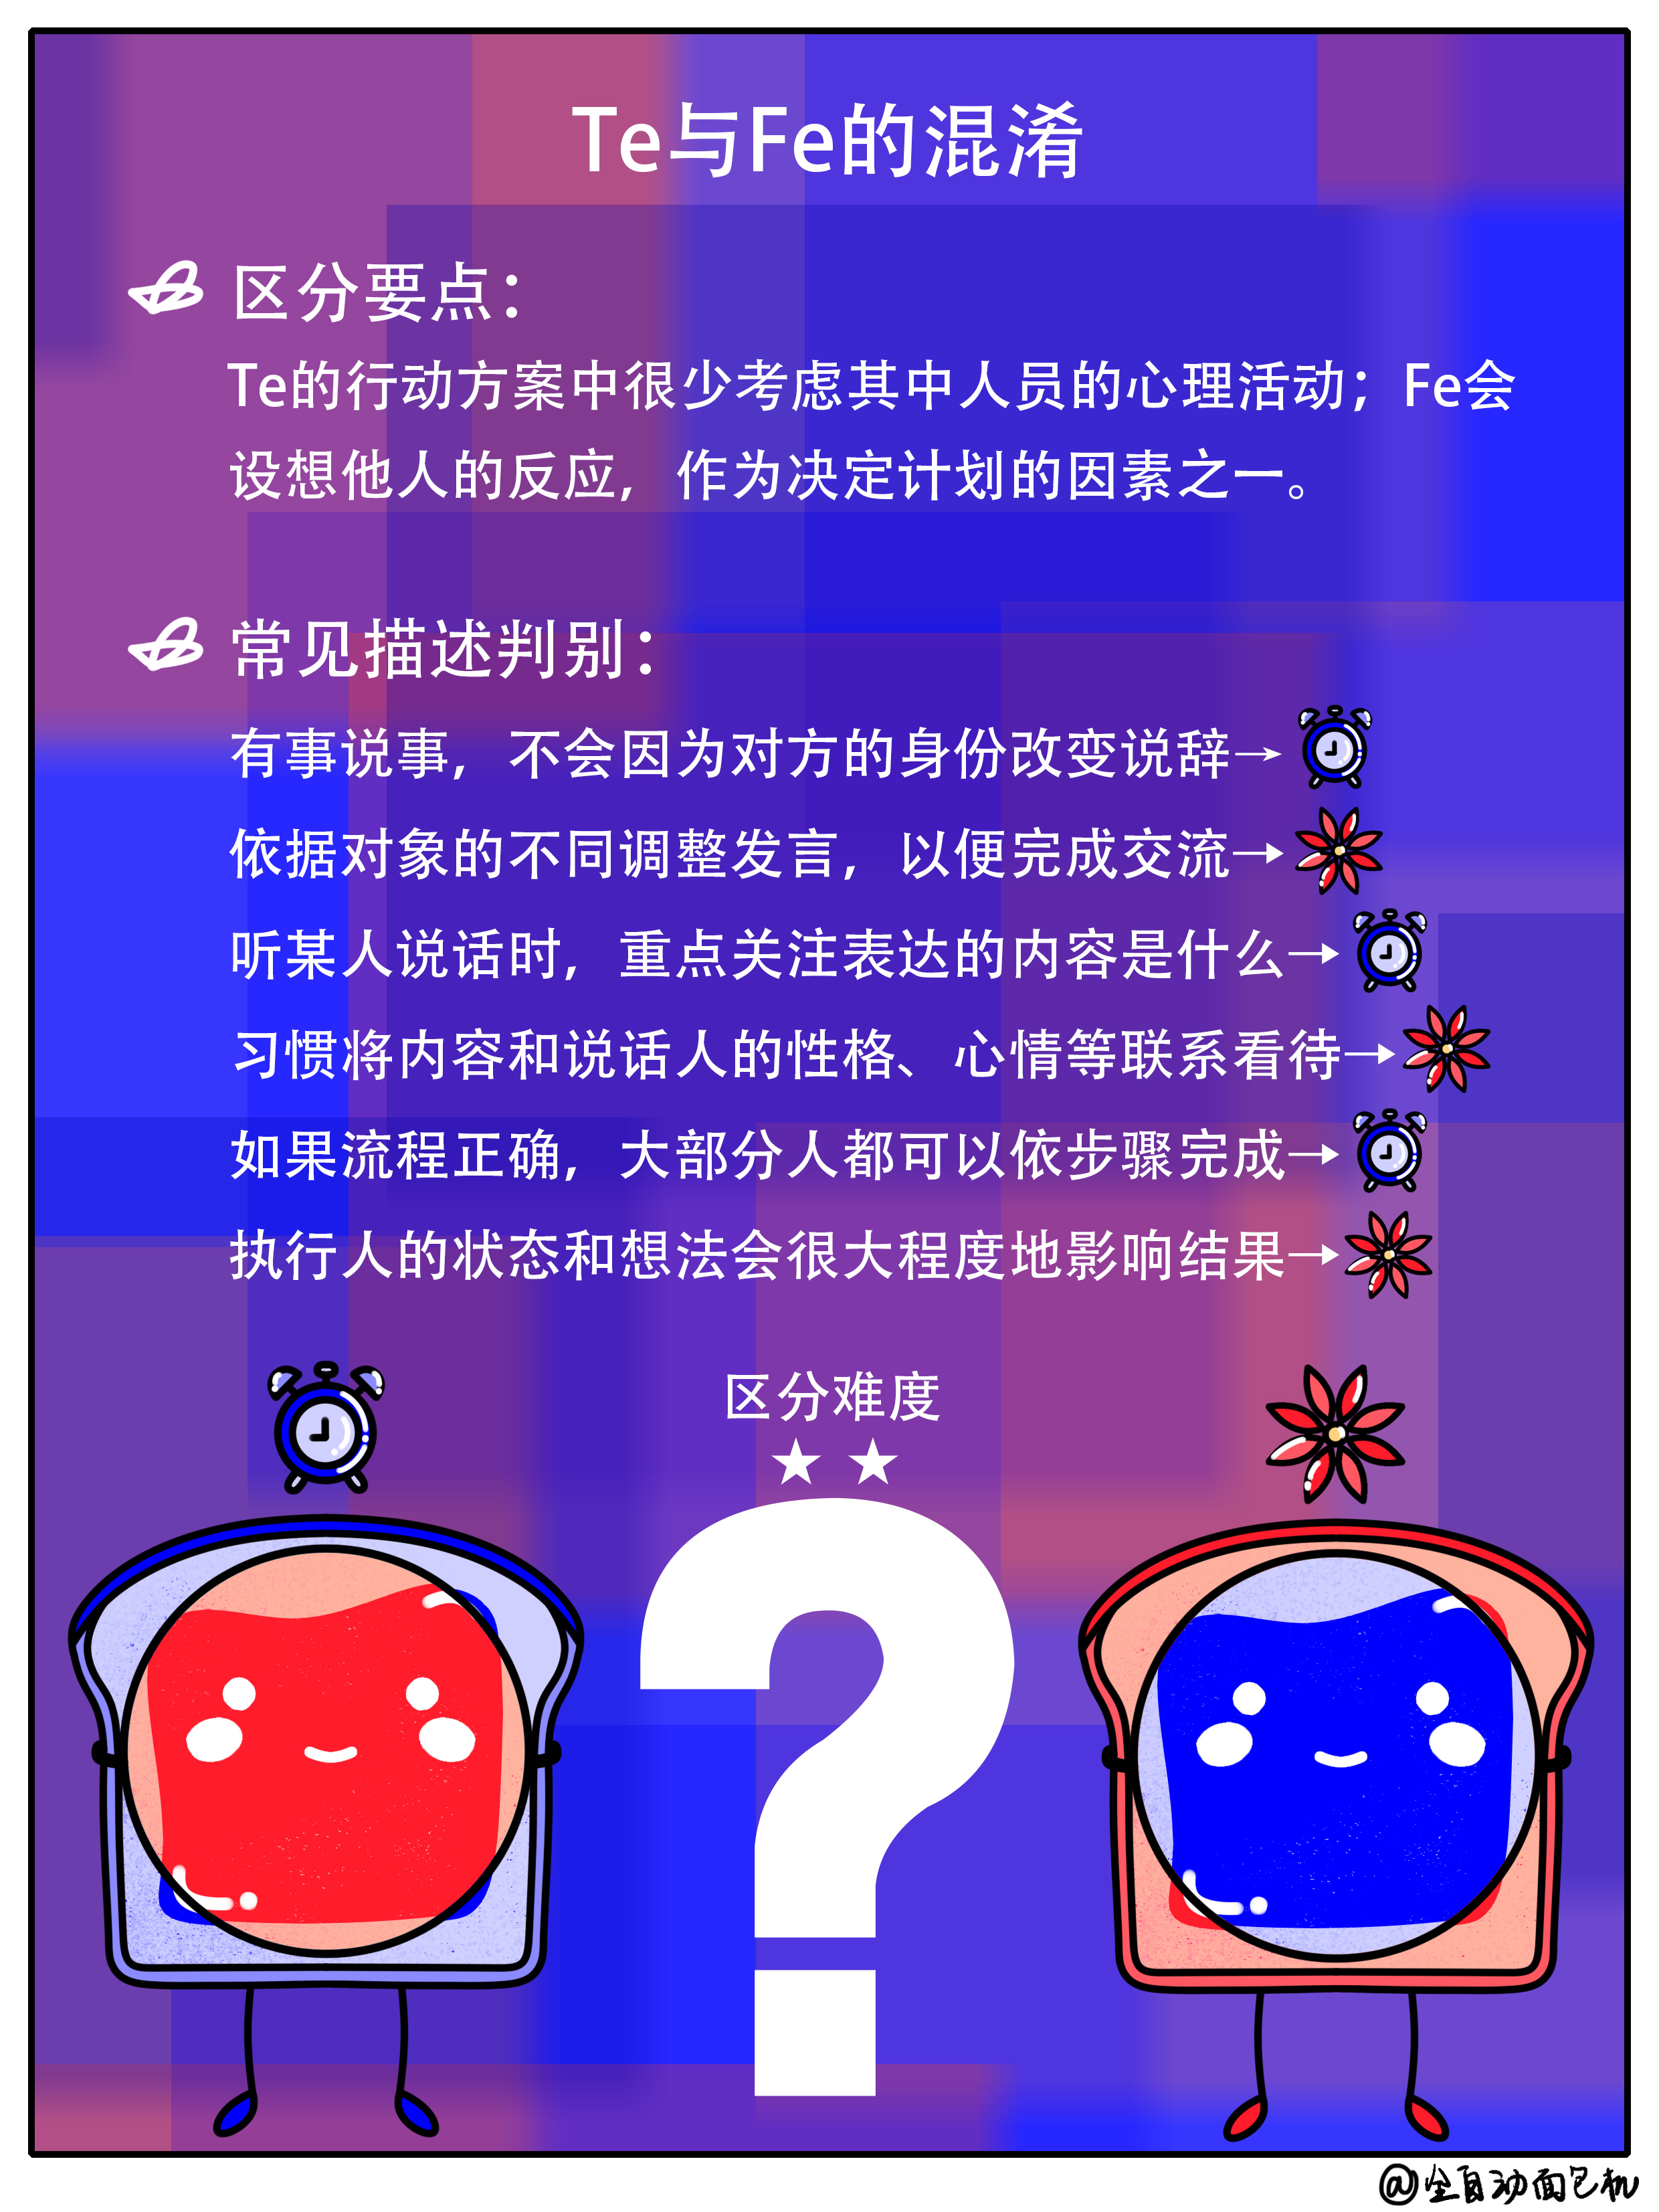 Te与Fe的混淆
区分要点：
Te的行动方案中很少考虑其中人员的心理活动；Fe会
设想他人的反应，作为决定计划的因素之一。
常见描述判别：
有事说事，不会因为对方的身份改变说辞→
依据对象的不同调整发言，以便完成交流→
听某人说话时，重点关注表达的内容是什么→
习惯将内容和说话人的性格、心情等联系看待→
如果流程正确，大部分人都可以依步骤完成→
执行人的状态和想法会很大程度地影响结果→
区分难度
★ ★
?
@全自动面包机